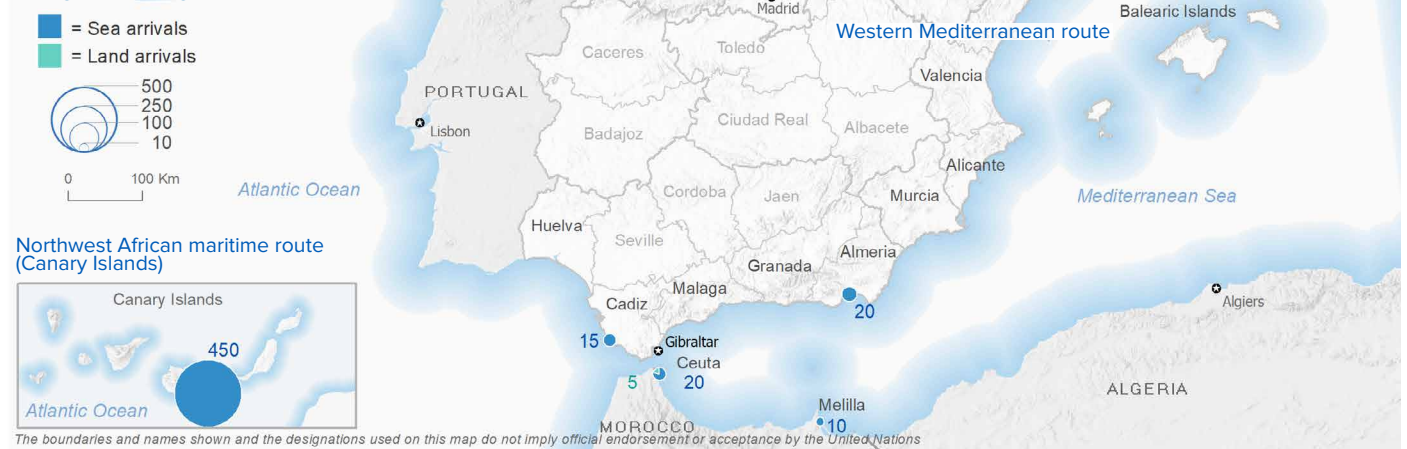 Madrid
Balearic Islands
= Sea arrivals
Western Mediterranean route
= Land arrivals
Caceres
Toledo
Valencia
500
250
100
10
PORTUGAL
Lisbon
Badajoz
Ciudad Real
Albacete
Alicante
0 100 Km
Atlantic Ocean
Cordoba
Jaen
Murcia
Mediterranean Sea
Huelva
Seville
Almeria
Granada
Northwest African maritime route
(Canary Islands)
Malaga
Cadiz
Algiers
Canary Islands
20
450
15
Gibraltar
Ceuta
5
20
ALGERIA
Atlantic Ocean
Melilla
10
MOROCCO
The boundaries and names shown and the designations used on this map do not imply official endorsement or acceptance by the United Nations